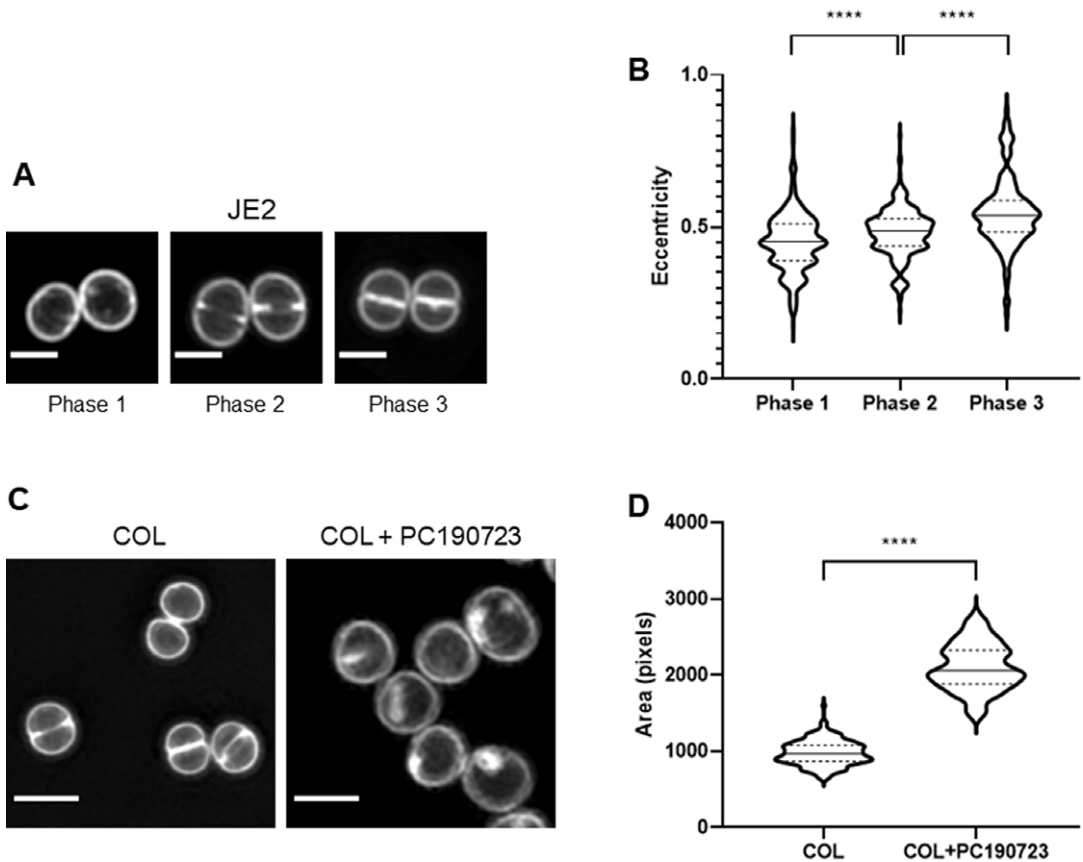 A
JE2
Phase 1
Phase 2
Phase 3
B
****
****
Eccentricity
1.0
0.5
0.0
Phase 1
Phase 2
Phase 3
C
COL
COL + PC190723
D
****
Area (pixels)
4000
3000
2000
1000
0
COL
COL+PC190723